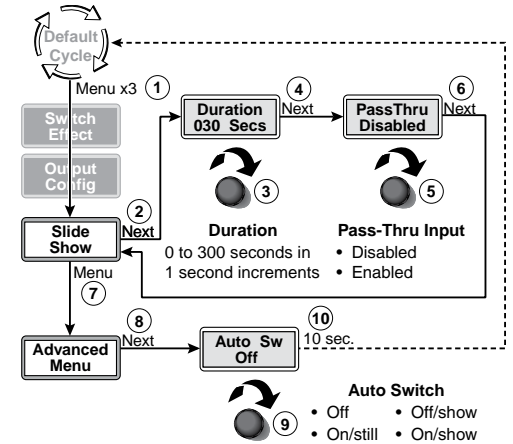 Default
Cycle
Menu x3
1
Switch
Effect
Output
Config
Slide
Show
2
Next
Duration
030 Secs
4
Next
PassThru
Disabled
6
Next
3
5
Duration
0 to 300 seconds in
1 second increments
Pass-Thru Input
• Disabled
• Enabled
Menu
7
Advanced
Menu
8
Next
Auto Sw
Off
10
10 sec.
9
Auto Switch
• Off • Off/show
• On/still • On/show